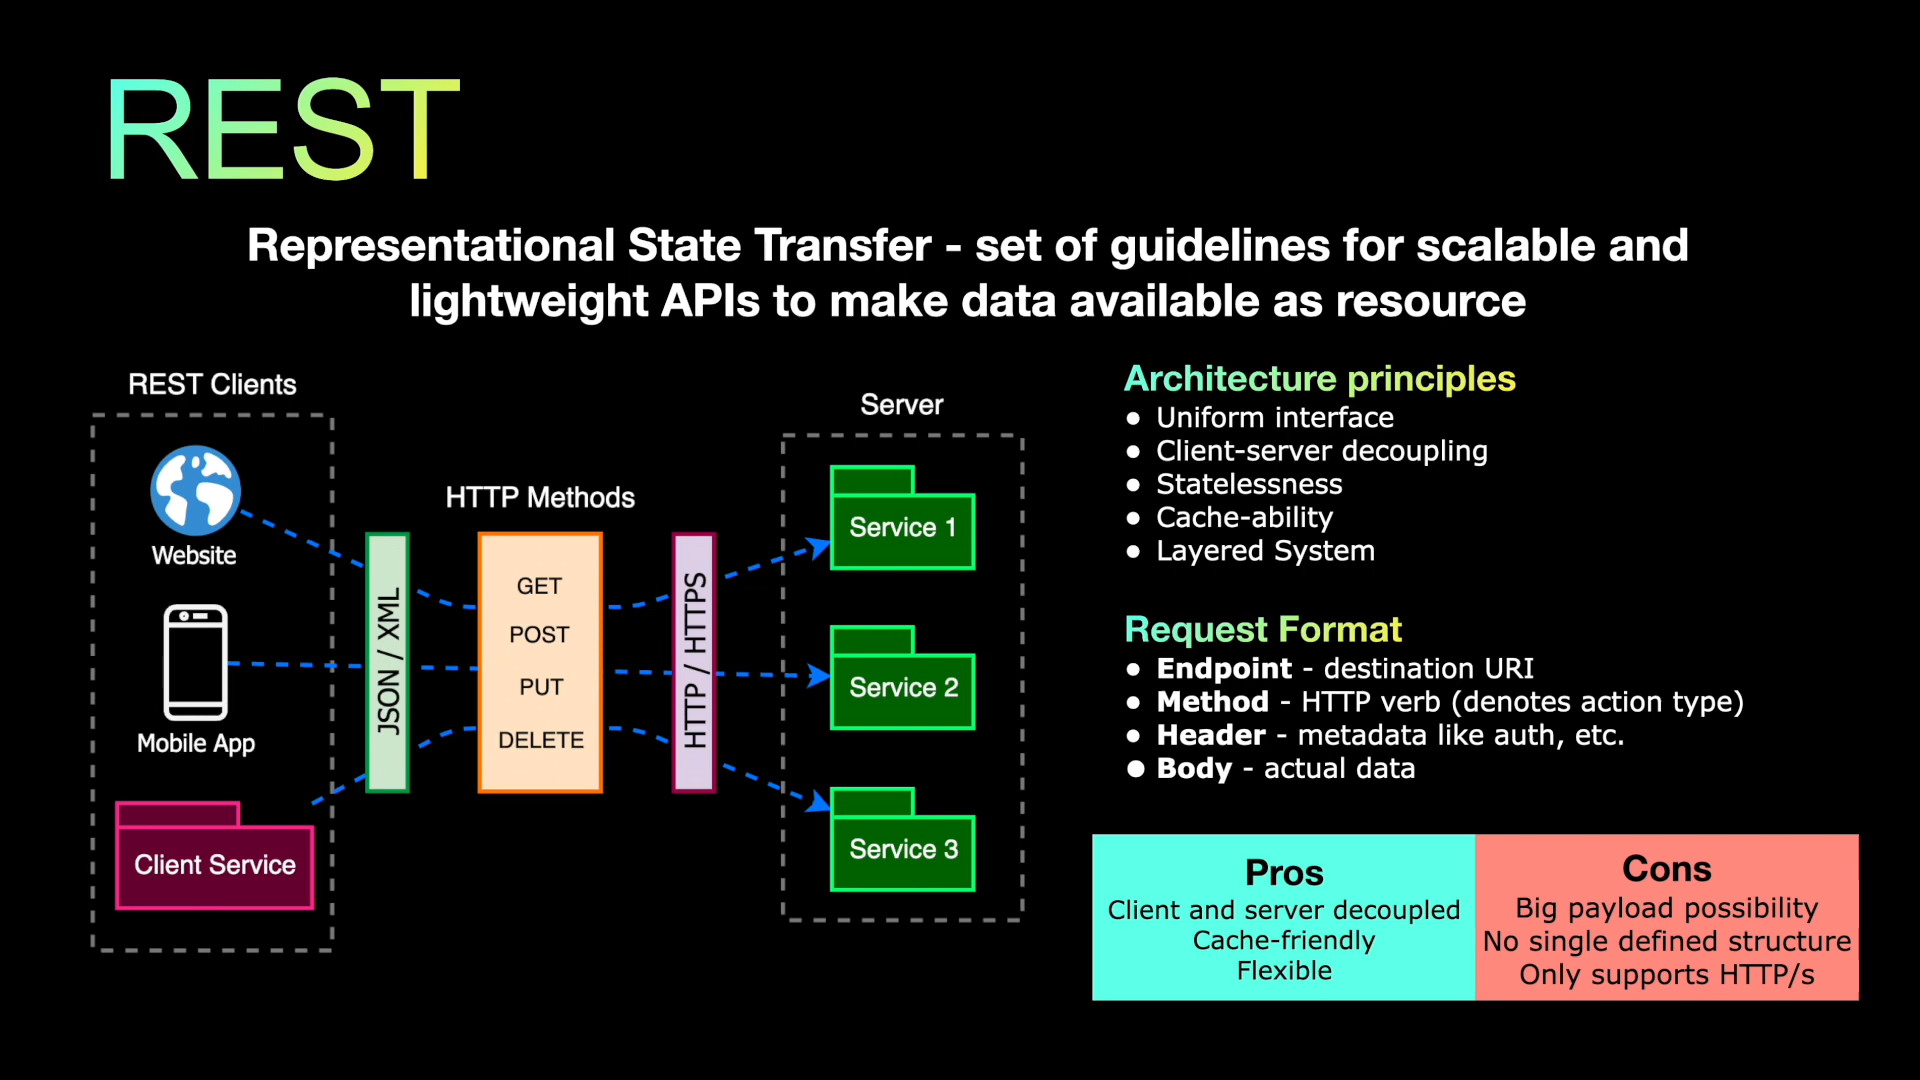 REST
Representational State Transfer - set of guidelines for scalable and
lightweight APIs to make data available as resource
REST Clients
Website
Mobile App
Client Service
JSON / XML
HTTP Methods
GET
POST
PUT
DELETE
HTTP / HTTPS
Server
Service 1
Service 2
Service 3
Architecture principles
● Uniform interface
● Client-server decoupling
● Statelessness
● Cache-ability
● Layered System
Request Format
● Endpoint - destination URI
● Method - HTTP verb (denotes action type)
● Header - metadata like auth, etc.
● Body - actual data
Pros
Client and server decoupled
Cache-friendly
Flexible
Cons
Big payload possibility
No single defined structure
Only supports HTTP/s